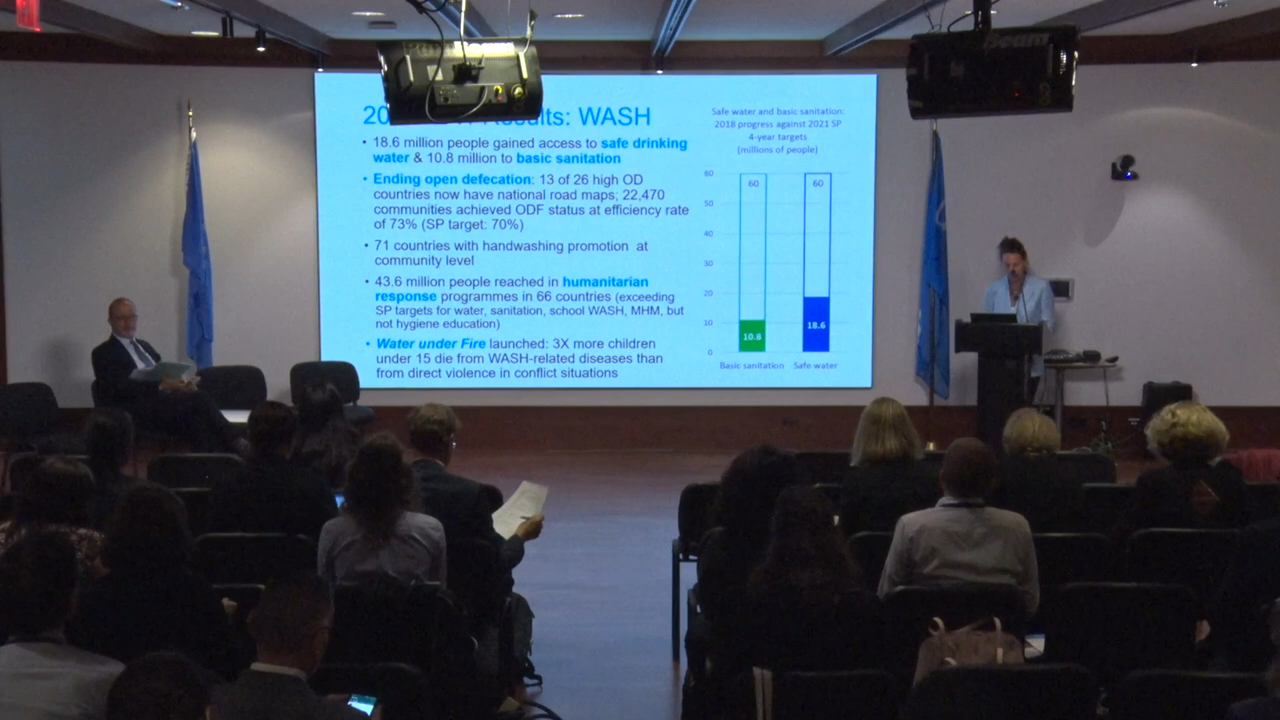 20 ults: WASH
• 18.6 million people gained access to safe drinking
water & 10.8 million to basic sanitation
• Ending open defecation: 13 of 26 high OD
countries now have national road maps; 22,470
communities achieved ODF status at efficiency rate
of 73% (SP target: 70%)
• 71 countries with handwashing promotion at
community level
• 43.6 million people reached in humanitarian
response programmes in 66 countries (exceeding
SP targets for water, sanitation, school WASH, MHM, but
not hygiene education)
• Water under Fire launched: 3X more children
under 15 die from WASH-related diseases than
from direct violence in conflict situations
Safe water and basic sanitation:
2018 progress against 2021 SP
4-year targets
(millions of people)
60
50
40
30
20
10
0
60
60
10.8
18.6
Basic sanitation Safe water